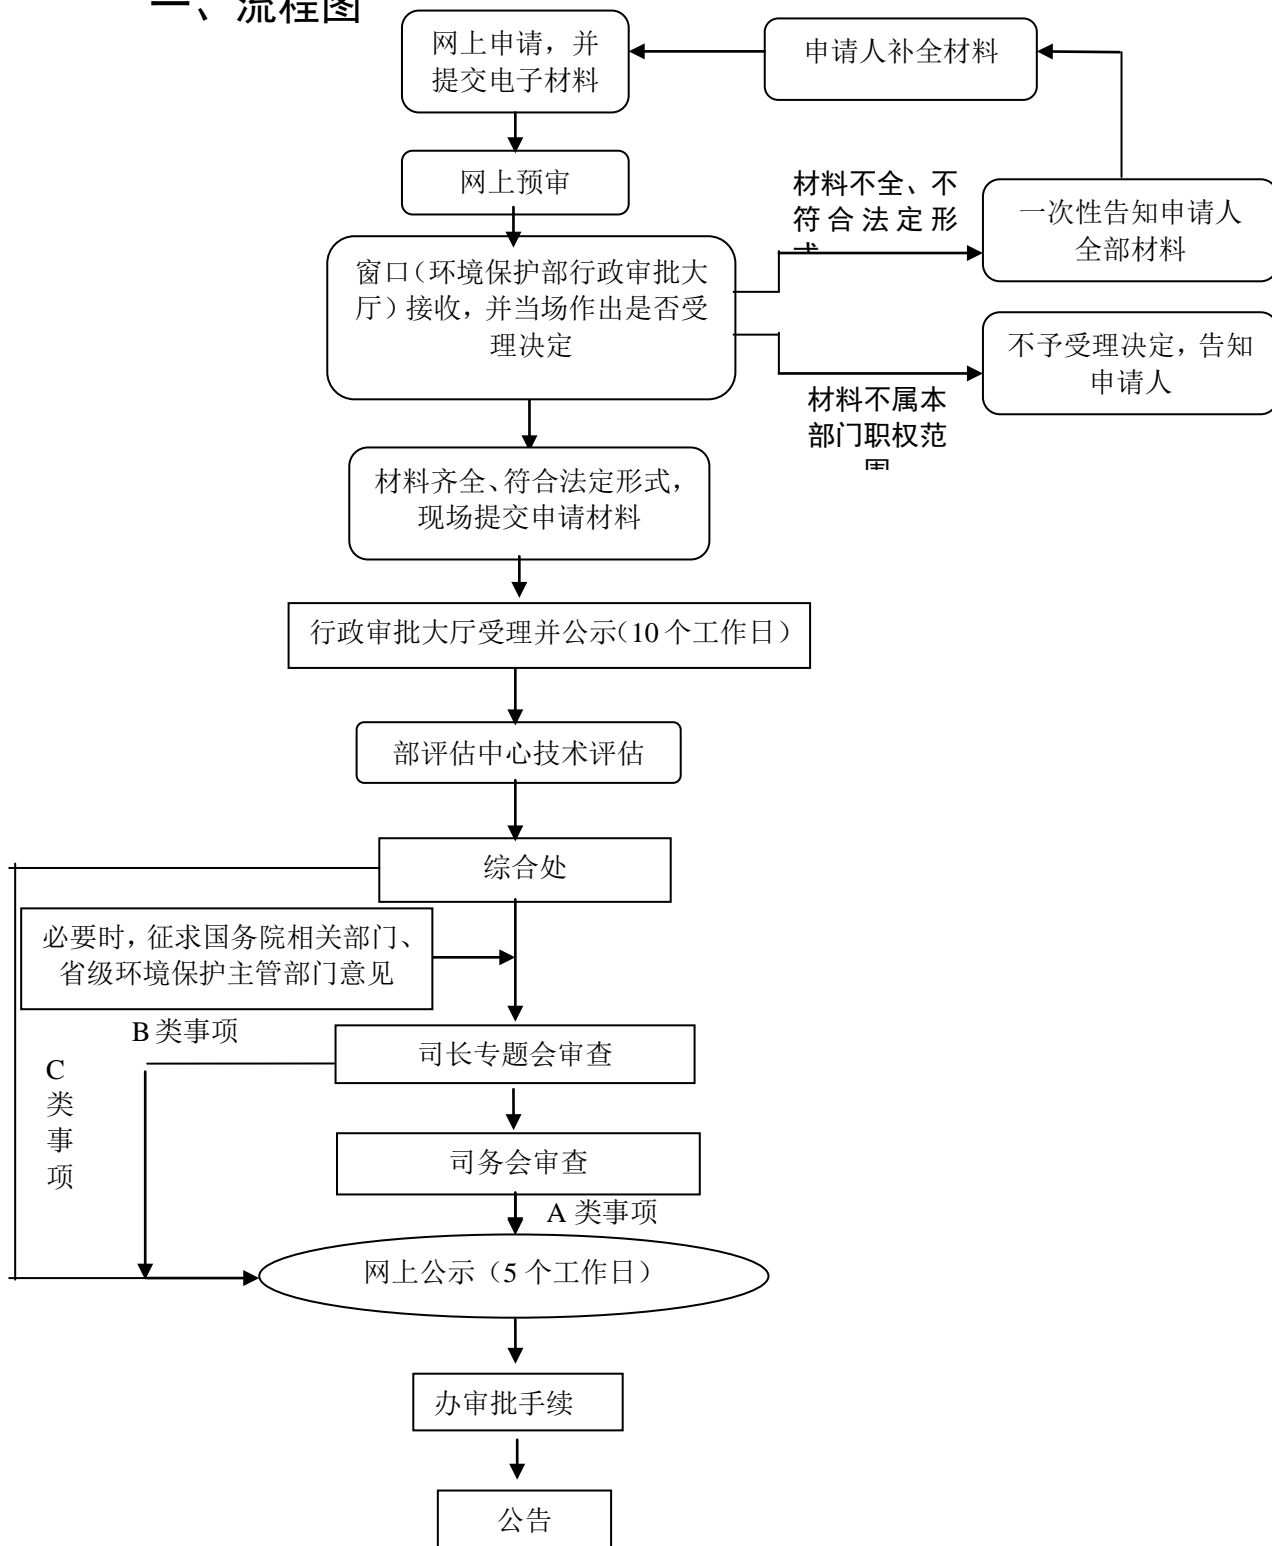 一、流程图
网上申请，并
提交电子材料
申请人补全材料
网上预审
材料不全、不
符合法定形
一次性告知申请人
全部材料
窗口（环境保护部行政审批大
厅）接收，并当场作出是否受
理决定
不予受理决定，告知
申请人
材料不属本
部门职权范
材料齐全、符合法定形式，
现场提交申请材料
行政审批大厅受理并公示（10个工作日）
部评估中心技术评估
综合处
必要时，征求国务院相关部门、
省级环境保护主管部门意见
B类事项
司长专题会审查
C
类
事
项
司务会审查
A 类事项
网上公示（5 个工作日）
办审批手续
公告